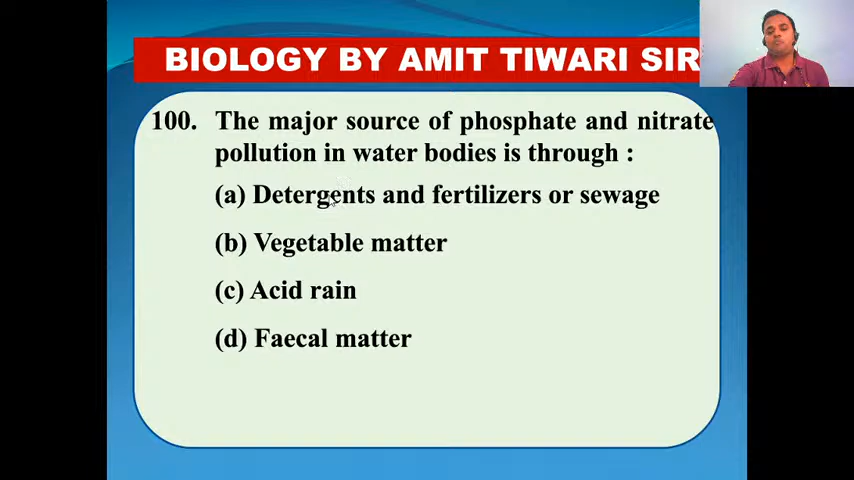 BIOLOGY BY AMIT TIWARI SIR
100. The major source of phosphate and nitrate
pollution in water bodies is through :
(a) Detergents and fertilizers or sewage
(b) Vegetable matter
(c) Acid rain
(d) Faecal matter